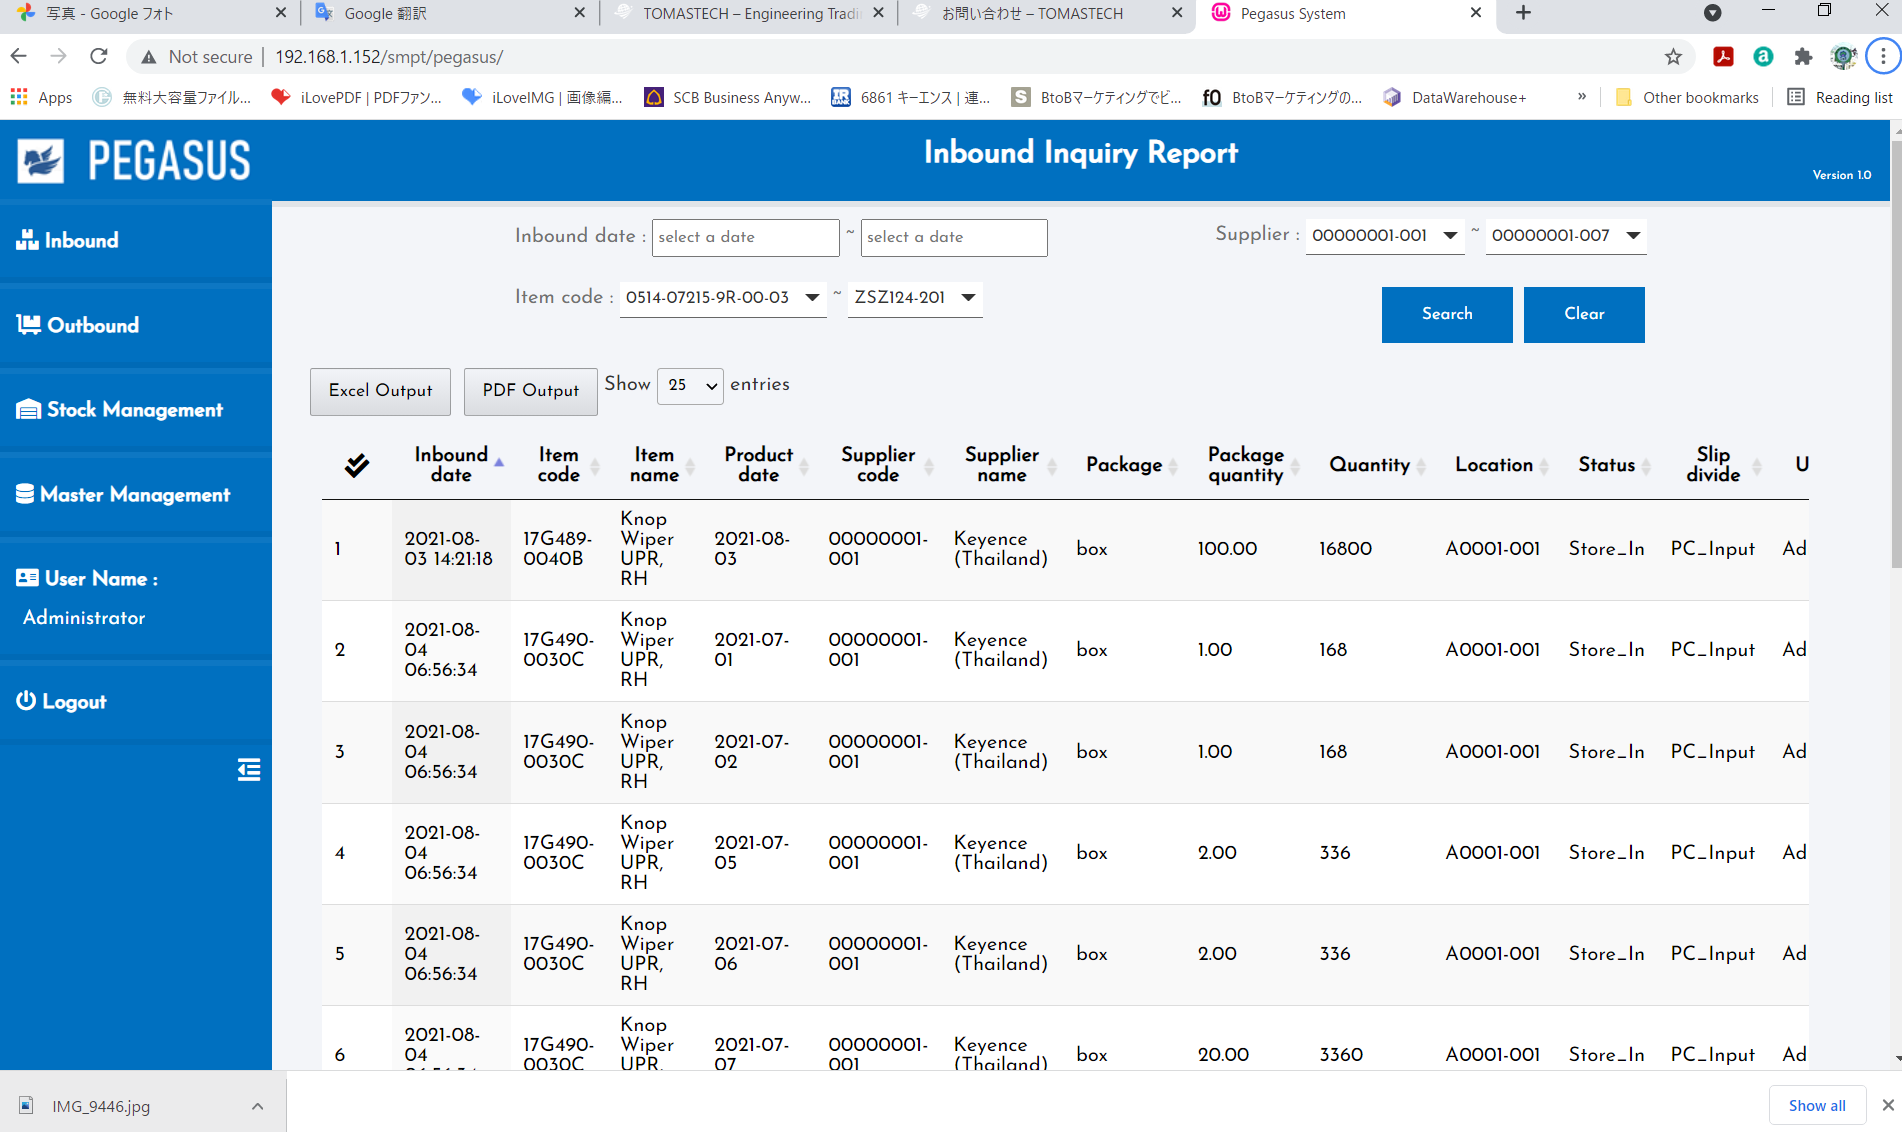 写真 - Google フォト
Google 翻訳
TOMASTECH – Engineering Tradi
お問い合わせ – TOMASTECH
Pegasus System
Not secure
192.168.1.152/smpt/pegasus/
Apps
無料大容量ファイル...
iLovePDF | PDFファン...
iLoveIMG | 画像編...
SCB Business Anyw...
6861 キーエンス | 連...
BtoBマーケティングでビ...
BtoBマーケティングの...
DataWarehouse+
»
Other bookmarks
Reading list
PEGASUS
Inbound Inquiry Report
Version 1.0
Inbound
Outbound
Stock Management
Master Management
User Name :
Administrator
Logout
Inbound date : select a date ~ select a date
Supplier : 00000001-001 ~ 00000001-007
Item code : 0514-07215-9R-00-03 ~ ZSZ124-201
Search
Clear
Excel Output
PDF Output
Show 25 entries
Inbound date Item code Item name Product date Supplier code Supplier name Package Package quantity Quantity Location Status Slip divide U
1 2021-08-03 14:21:18 17G489-0040B Knop Wiper UPR, RH 2021-08-03 00000001-001 Keyence (Thailand) box 100.00 16800 A0001-001 Store_In PC_Input Ad
2 2021-08-04 06:56:34 17G490-0030C Knop Wiper UPR, RH 2021-07-01 00000001-001 Keyence (Thailand) box 1.00 168 A0001-001 Store_In PC_Input Ad
3 2021-08-04 06:56:34 17G490-0030C Knop Wiper UPR, RH 2021-07-02 00000001-001 Keyence (Thailand) box 1.00 168 A0001-001 Store_In PC_Input Ad
4 2021-08-04 06:56:34 17G490-0030C Knop Wiper UPR, RH 2021-07-05 00000001-001 Keyence (Thailand) box 2.00 336 A0001-001 Store_In PC_Input Ad
5 2021-08-04 06:56:34 17G490-0030C Knop Wiper UPR, RH 2021-07-06 00000001-001 Keyence (Thailand) box 2.00 336 A0001-001 Store_In PC_Input Ad
6 2021-08-04 17G490-0030C Knop Wiper UPR, 2021-07-07 00000001-001 Keyence (Thailand) box 20.00 3360 A0001-001 Store_In PC_Input Ad
IMG_9446.jpg
Show all